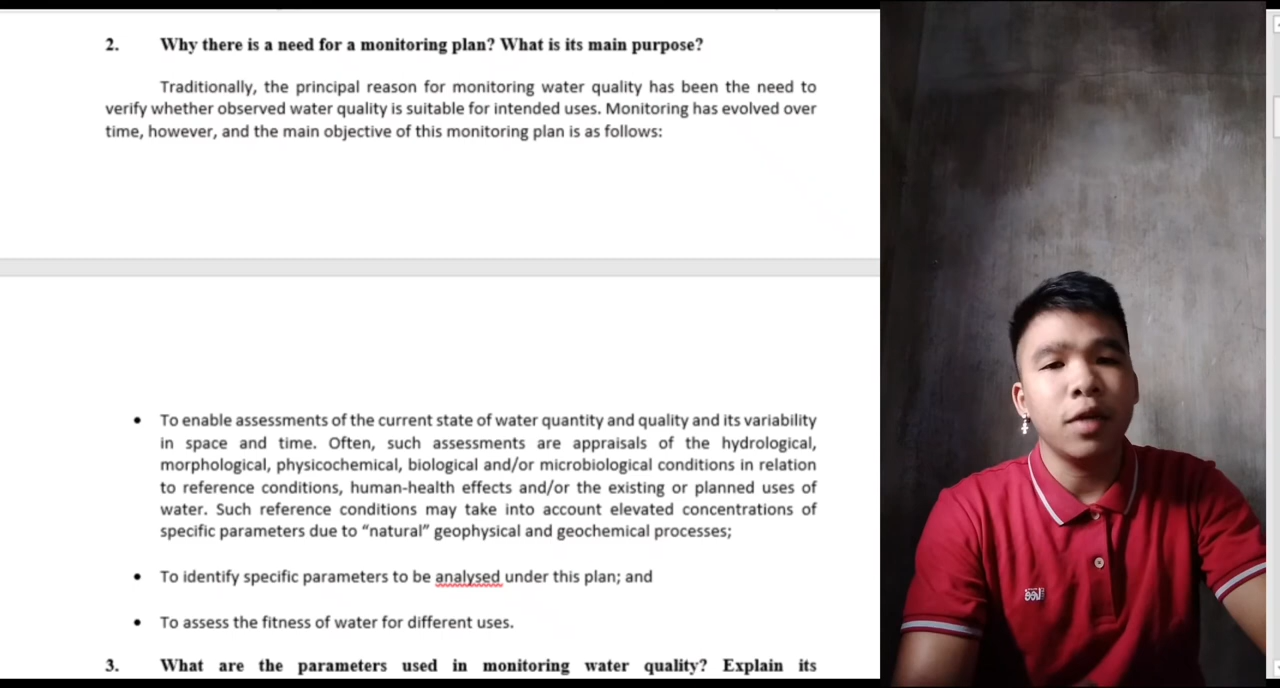 2. Why there is a need for a monitoring plan? What is its main purpose?
Traditionally, the principal reason for monitoring water quality has been the need to
verify whether observed water quality is suitable for intended uses. Monitoring has evolved over
time, however, and the main objective of this monitoring plan is as follows:
• To enable assessments of the current state of water quantity and quality and its variability
in space and time. Often, such assessments are appraisals of the hydrological,
morphological, physicochemical, biological and/or microbiological conditions in relation
to reference conditions, human-health effects and/or the existing or planned uses of
water. Such reference conditions may take into account elevated concentrations of
specific parameters due to “natural” geophysical and geochemical processes;
• To identify specific parameters to be analysed under this plan; and
• To assess the fitness of water for different uses.
3. What are the parameters used in monitoring water quality? Explain its